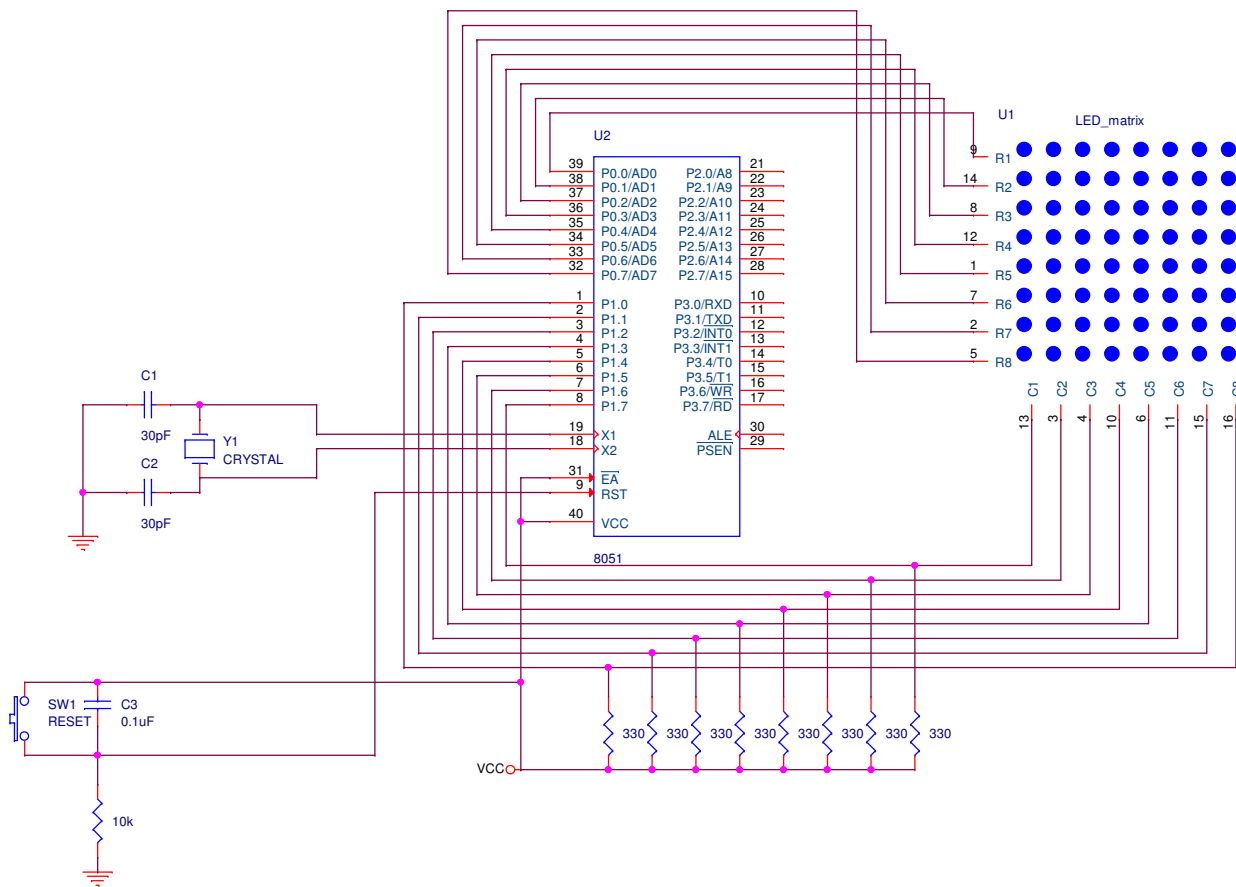 U1
LED_matrix
U2
9 R1
14 R2
8 R3
12 R4
1 R5
7 R6
2 R7
5 R8
C1 C2 C3 C4 C5 C6 C7
13 3 4 10 6 11 15 16
39 P0.0/AD0 P2.0/A8 21
38 P0.1/AD1 P2.1/A9 22
37 P0.2/AD2 P2.2/A10 23
36 P0.3/AD3 P2.3/A11 24
35 P0.4/AD4 P2.4/A12 25
34 P0.5/AD5 P2.5/A13 26
33 P0.6/AD6 P2.6/A14 27
32 P0.7/AD7 P2.7/A15 28
1 P1.0 P3.0/RXD 10
2 P1.1 P3.1/TXD 11
3 P1.2 P3.2/INT0 12
4 P1.3 P3.3/INT1 13
5 P1.4 P3.4/T0 14
6 P1.5 P3.5/T1 15
7 P1.6 P3.6/WR 16
8 P1.7 P3.7/RD 17
19 X1 ALE 30
18 X2 PSEN 29
31 EA
9 RST
40 VCC
8051
C1
30pF
Y1
CRYSTAL
C2
30pF
SW1
RESET
C3
0.1uF
10k
330 330 330 330 330 330 330 330
VCC